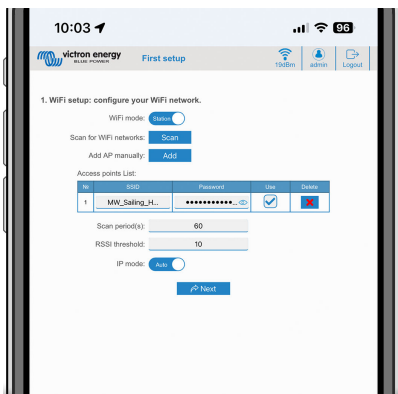 10:03
96
victron energy
BLUE POWER
First setup
19dBm
admin
Logout
1. WiFi setup: configure your WiFi network.
WiFi mode: Station
Scan for WiFi networks: Scan
Add AP manually: Add
Access points List:
№ SSID Password Use Delete
1 MW_Sailing_H... ●●●●●●●●●●●...
Scan period(s): 60
RSSI threshold: 10
IP mode: Auto
Next